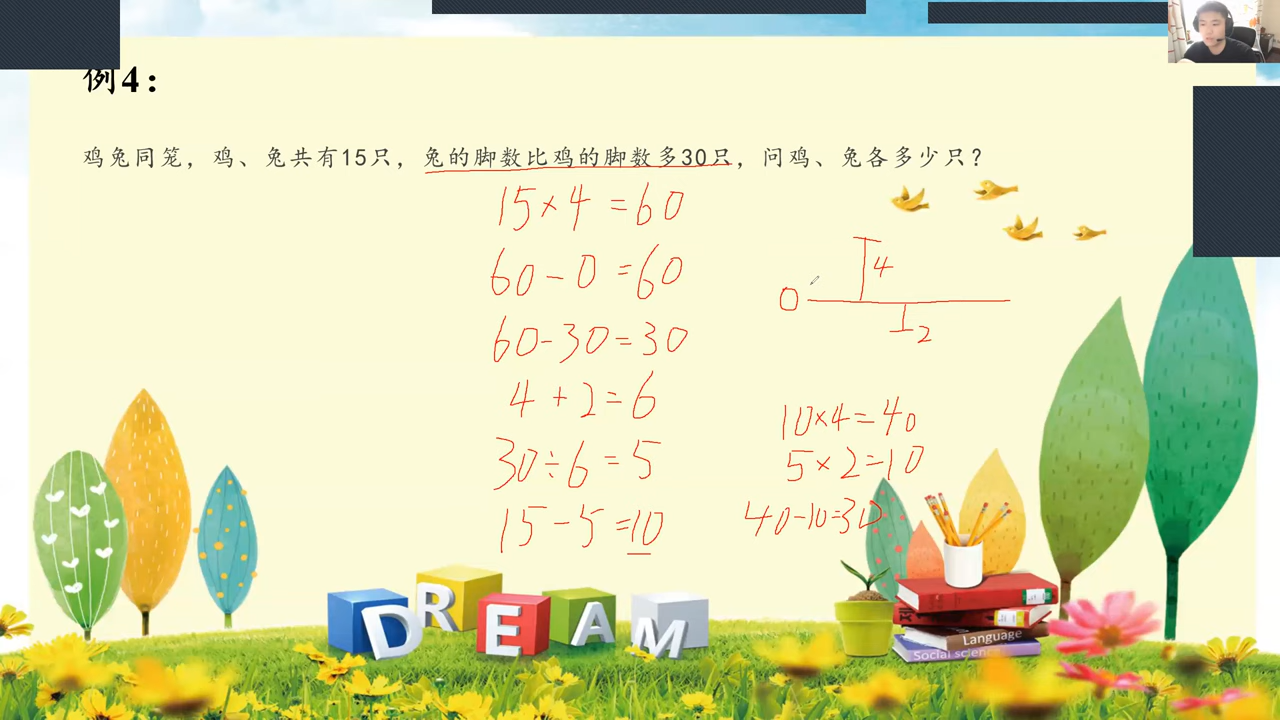 例4：
鸡兔同笼，鸡、兔共有15只，兔的脚数比鸡的脚数多30只，问鸡、兔各多少只？
15×4=60
60-0=60
60-30=30
4+2=6
30÷6=5
15-5=10
0
4
2
10×4=40
5×2=10
40-10=30
DREAM
Language
Social science